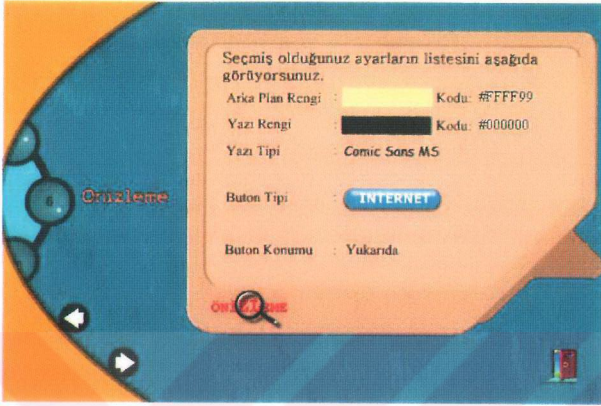 Seçmiş olduğunuz ayarların listesini aşağıda
görüyorsunuz.
Arka Plan Rengi : Kodu: #FFFF99
Yazı Rengi : Kodu: #000000
Yazı Tipi : Comic Sans MS
6
Önizleme
Buton Tipi : INTERNET
Buton Konumu : Yukarıda
ÖNİZLEME